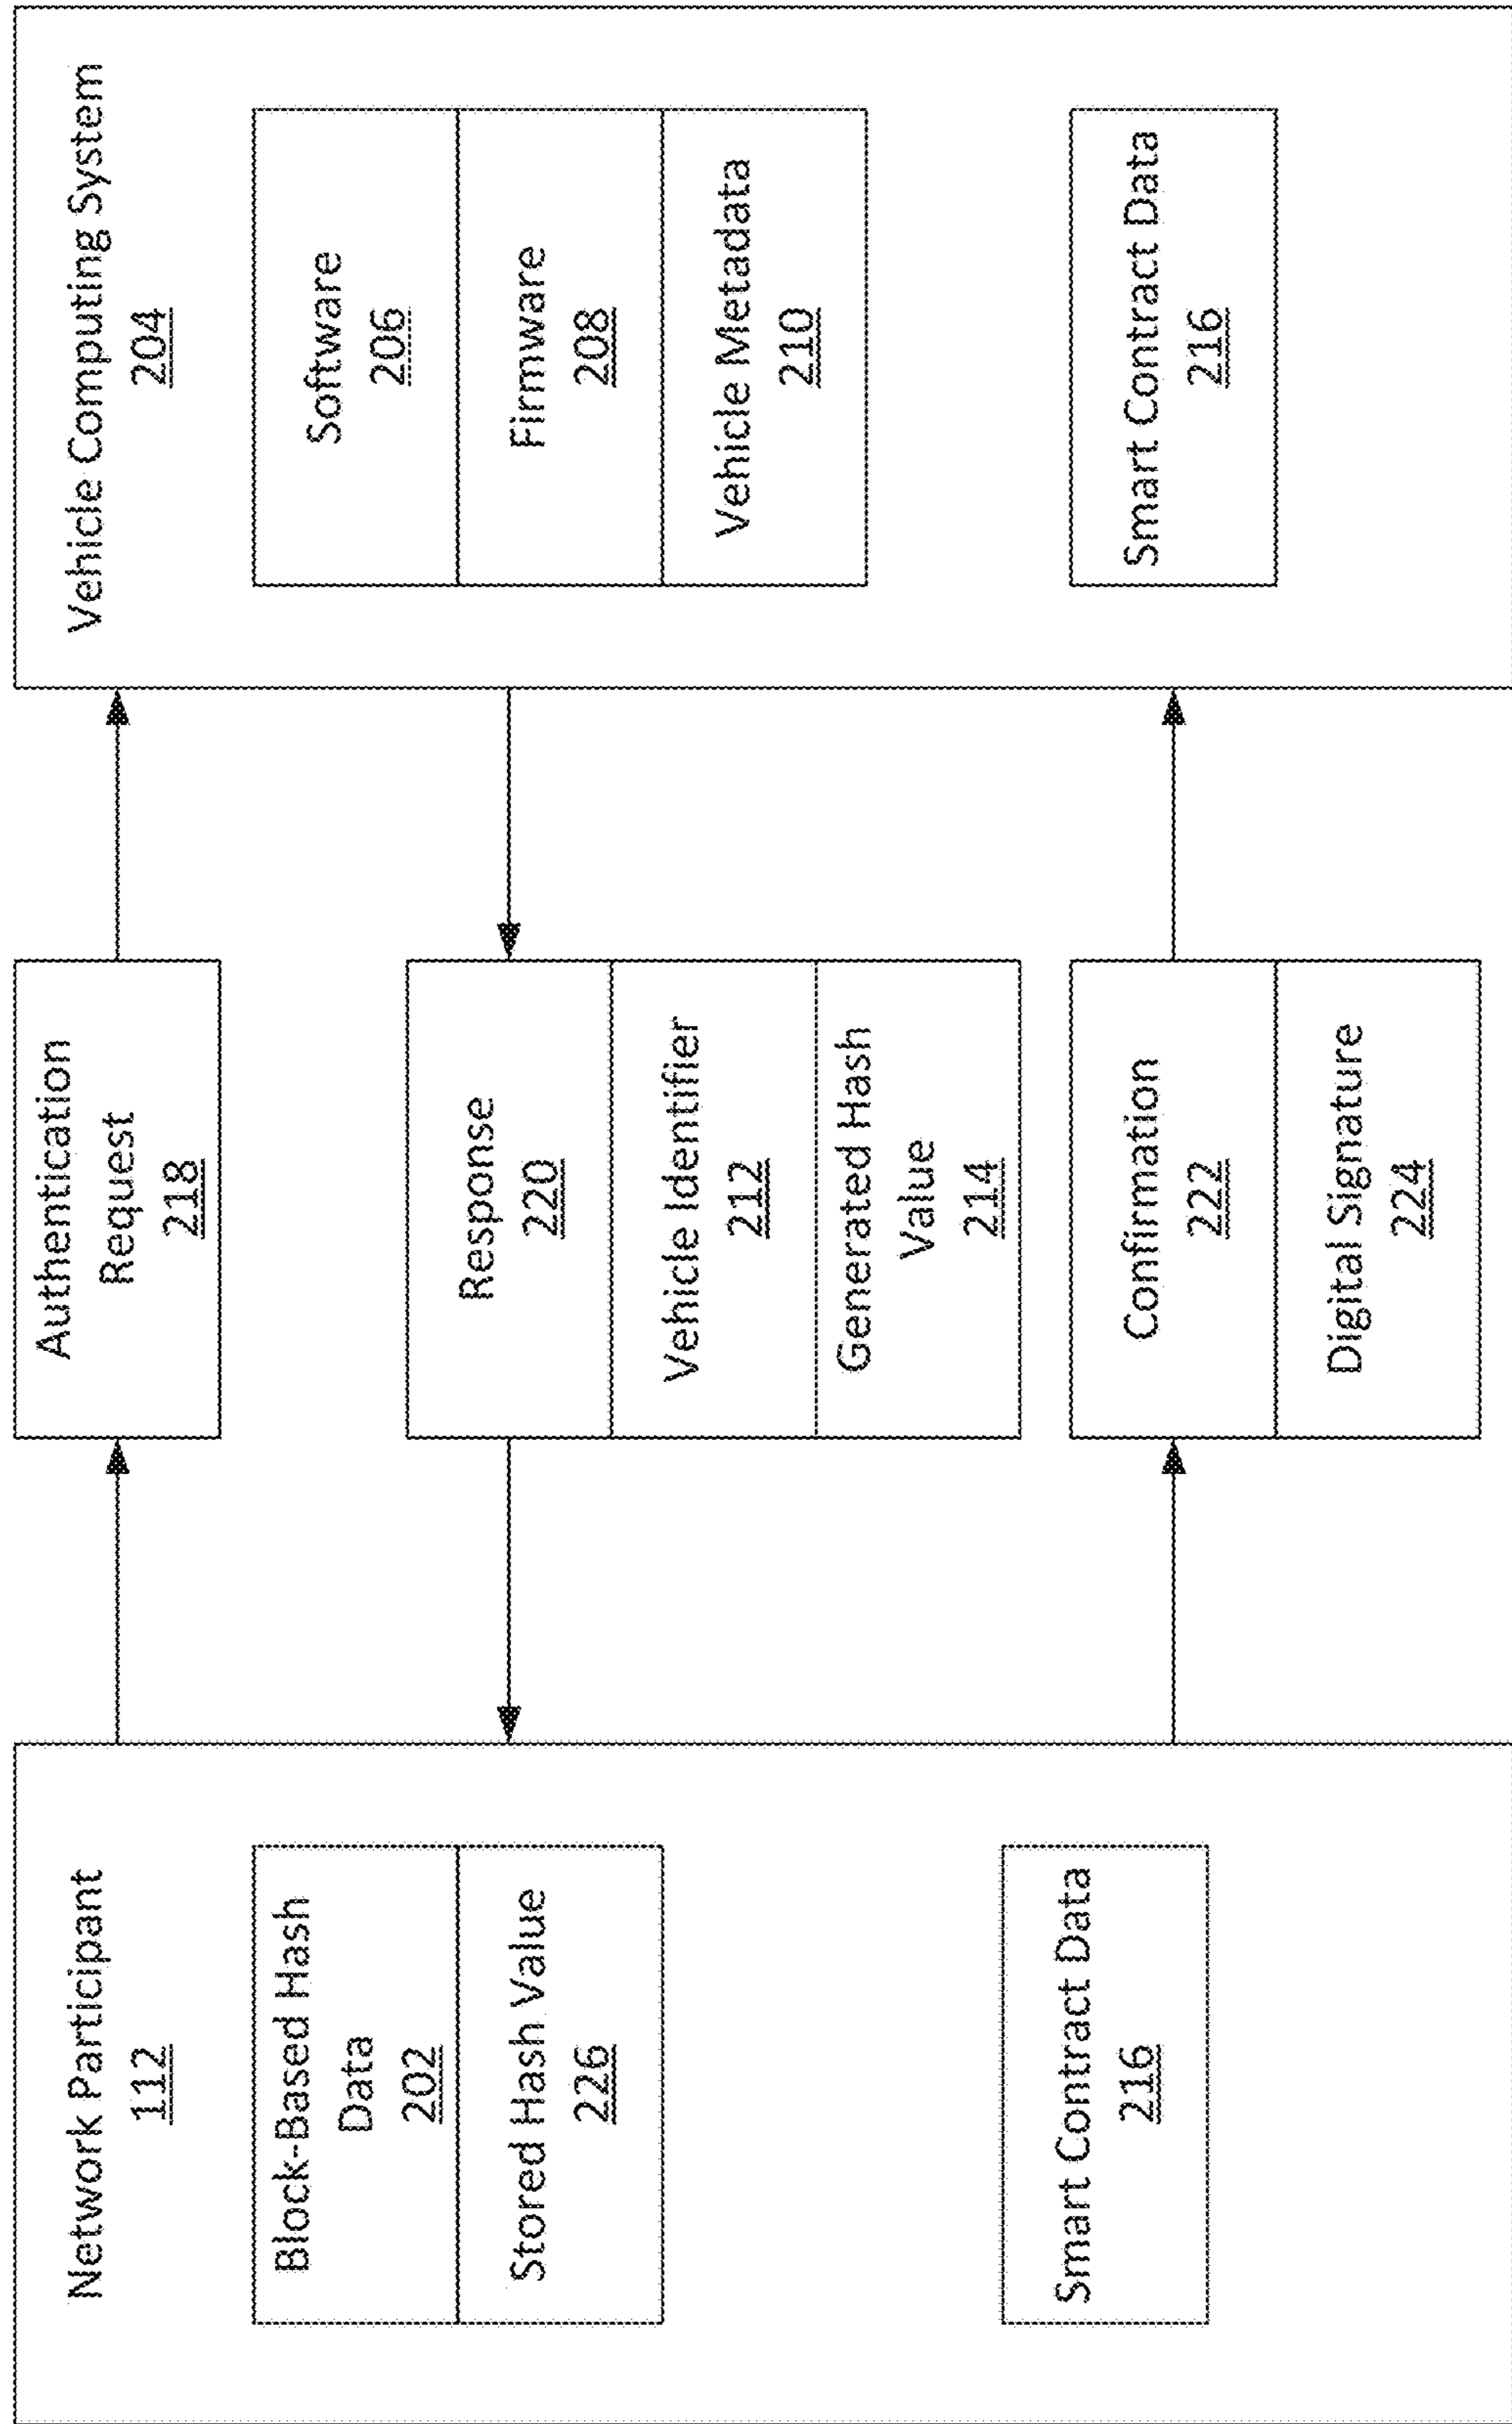 Network Participant
112
Block-Based Hash
Data
202
Stored Hash Value
226
Smart Contract Data
216
Authentication
Request
218
Response
220
Vehicle Identifier
212
Generated Hash
Value
214
Confirmation
222
Digital Signature
224
Vehicle Computing System
204
Software
206
Firmware
208
Vehicle Metadata
210
Smart Contract Data
216